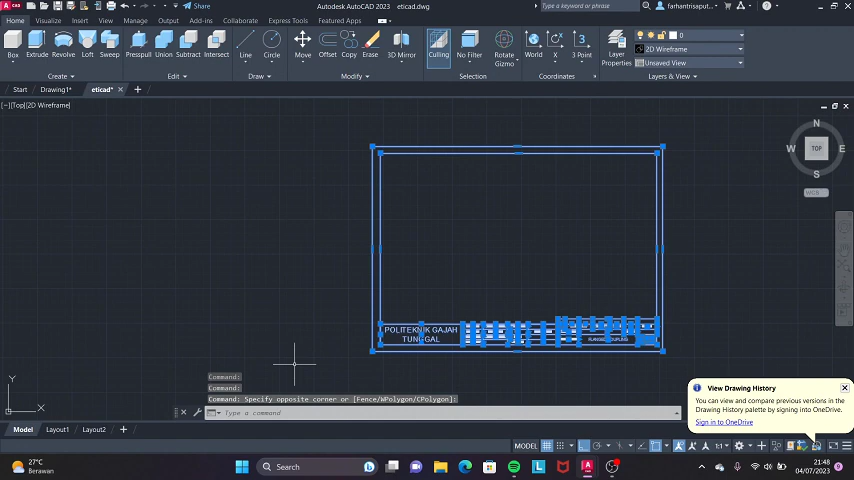 Share
Autodesk AutoCAD 2023 eticad.dwg
Type a keyword or phrase
farhantrisaput...
Home Visualize Add-ins Manage Output Add-ons Collaborate Express Tools Featured Apps
Box Extrude Revolve Loft Sweep Presspull Union Subtract Intersect Line Circle Move Copy Erase 3D Mirror Culling No Filter Rotate Gizmo World X 3 Point Layer Properties
0
2D Wireframe
Unsaved View
Create Edit Draw Modify Selection Coordinates Layers & View
Start Drawing1* eticad*
[−][Top][2D Wireframe]
N
W TOP E
S
WCS
POLITEKNIK GAJAH
TUNGGAL
FLANGE COUPLING
Y
X
Command:
Command:
Command: Specify opposite corner or [Fence/WPolygon/CPolygon]:
Type a command
View Drawing History
You can view and compare previous versions in the
Drawing History palette by signing into OneDrive.
Sign in to OneDrive
Model Layout1 Layout2
MODEL 1:1
27°C
Berawan
Search
21:48
04/07/2023